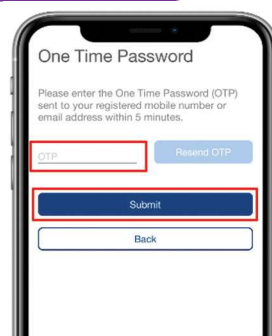 One Time Password
Please enter the One Time Password (OTP)
sent to your registered mobile number or
email address within 5 minutes.
OTP
Resend OTP
Submit
Back